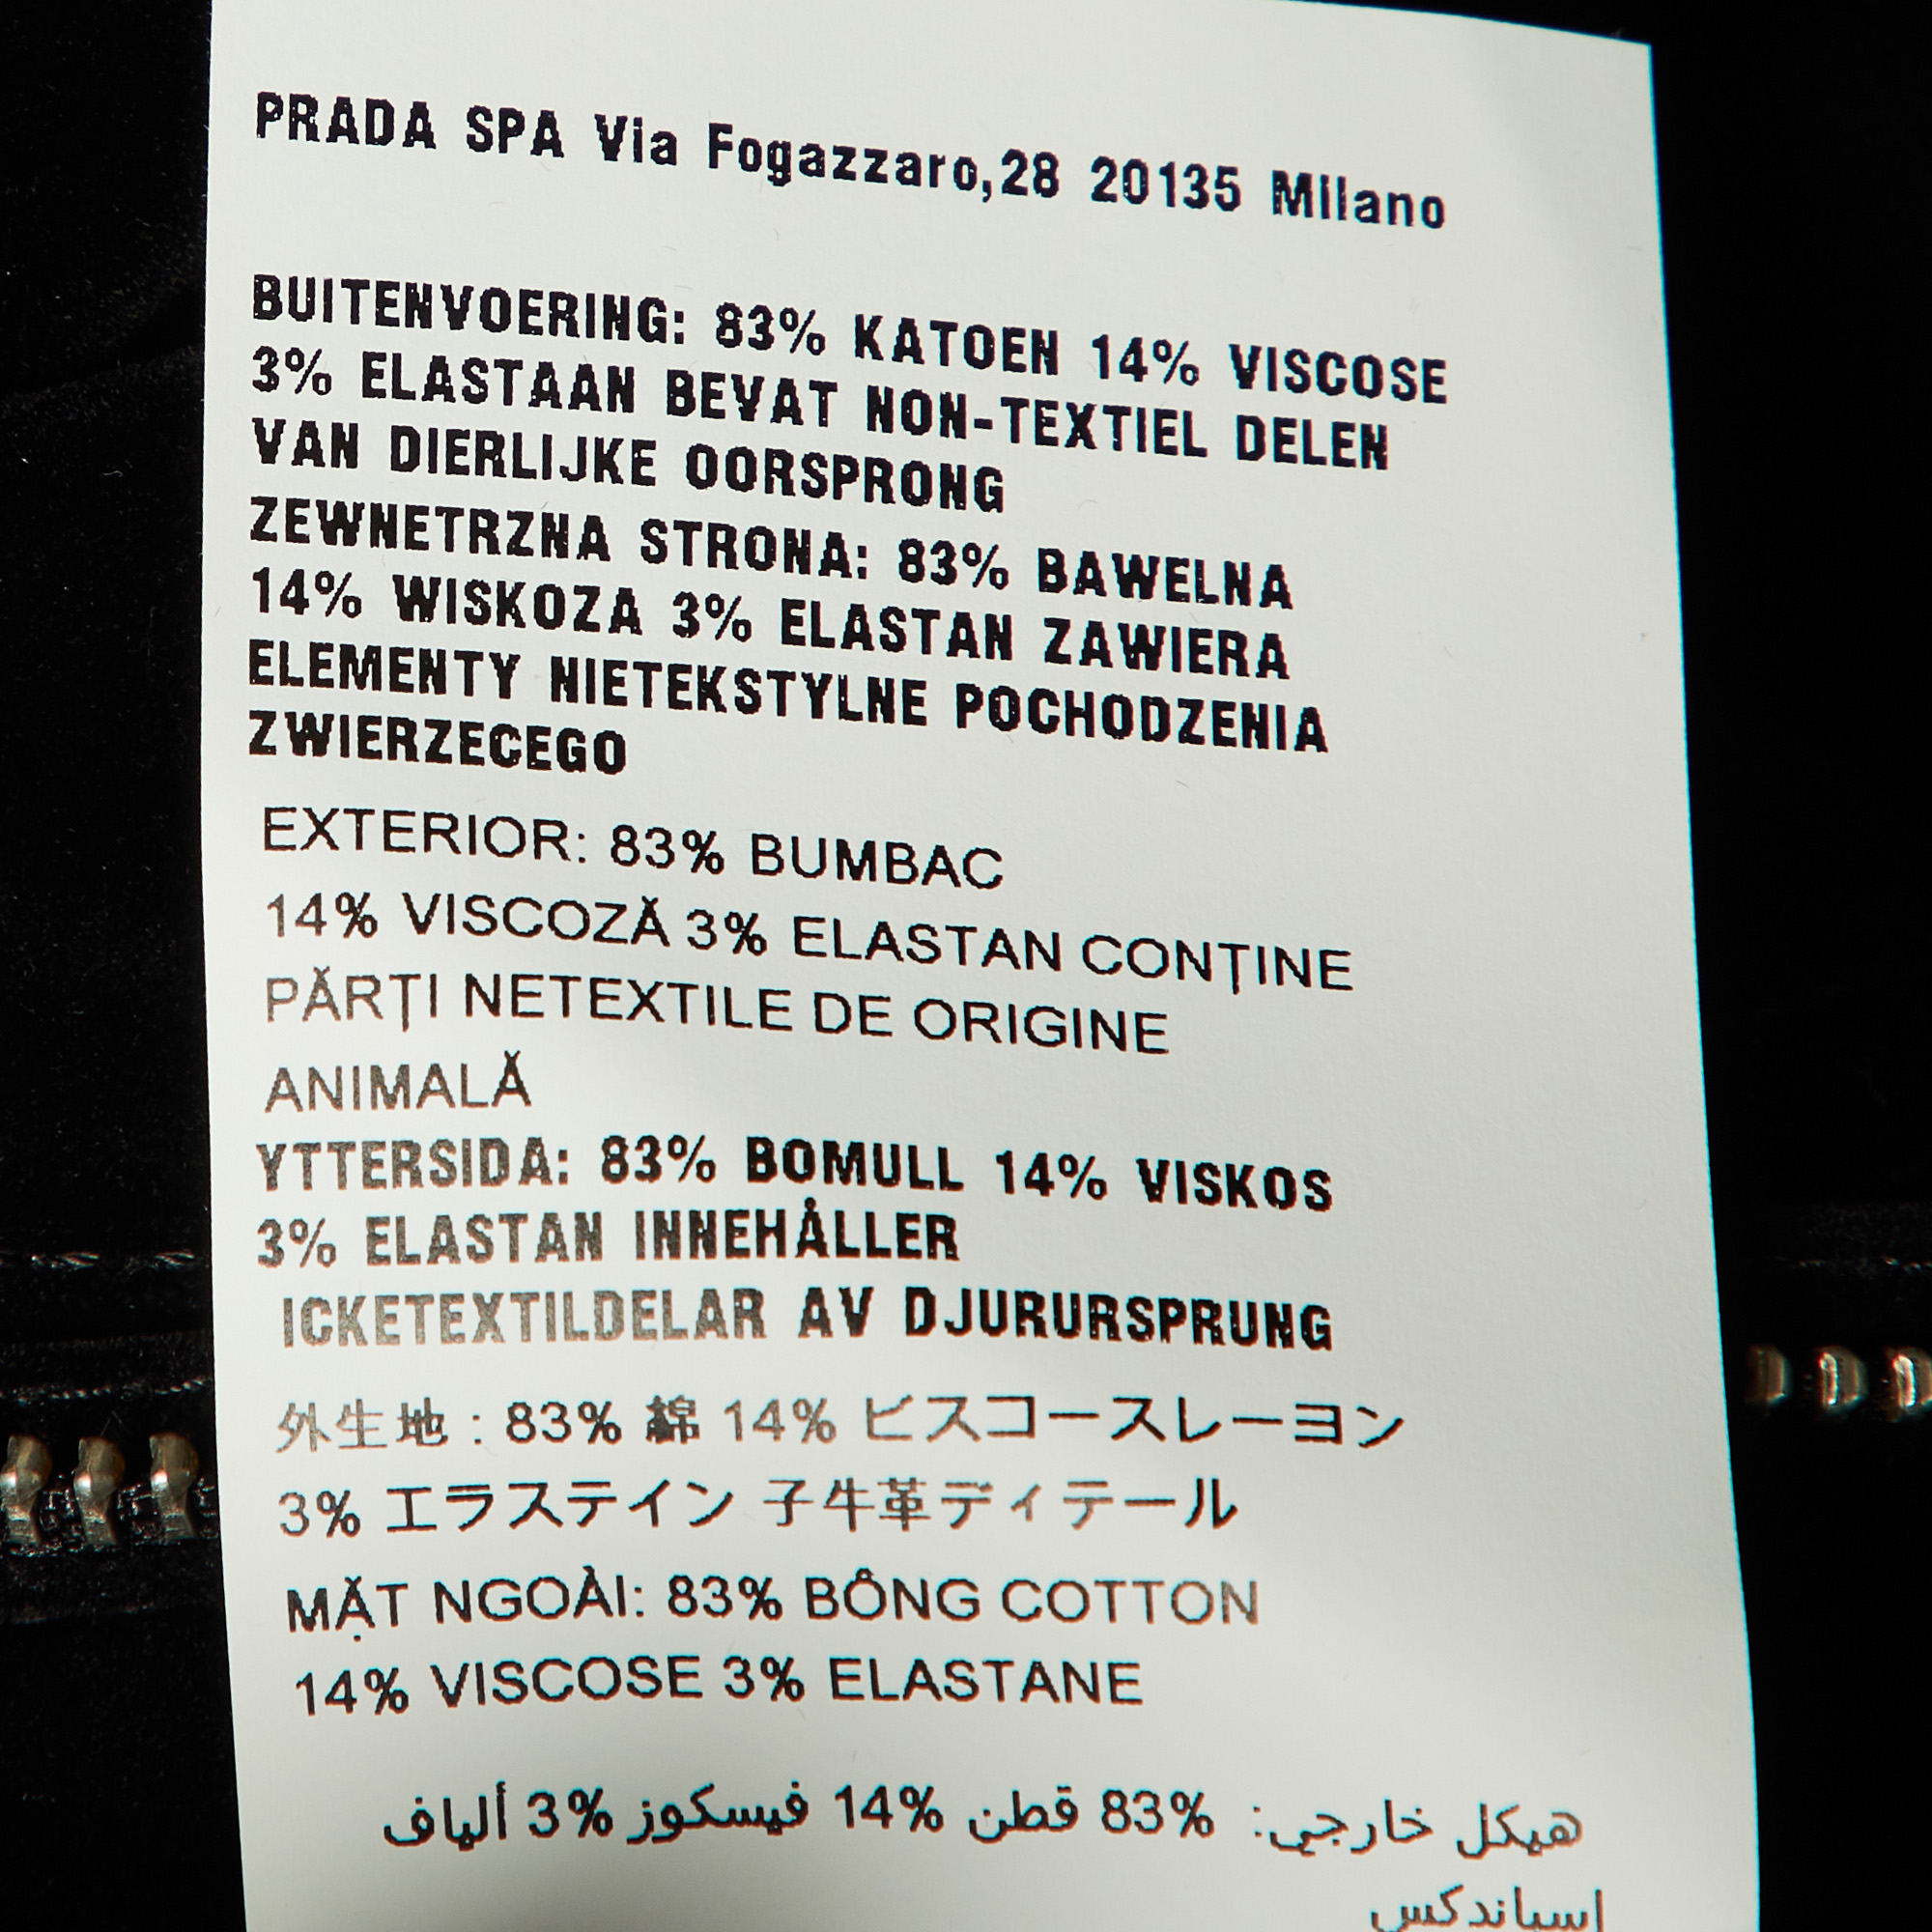 PRADA SPA Via Fogazzaro,28 20135 Milano
BUITENVOERING: 83% KATOEN 14% VISCOSE
3% ELASTAAN BEVAT NON-TEXTIEL DELEN
VAN DIERLIJKE OORSPRONG
ZEWNETRZNA STRONA: 83% BAWELNA
14% WISKOZA 3% ELASTAN ZAWIERA
ELEMENTY NIETEKSTYLNE POCHODZENIA
ZWIERZECEGO
EXTERIOR: 83% BUMBAC
14% VISCOZĂ 3% ELASTAN CONȚINE
PĂRȚI NETEXTILE DE ORIGINE
ANIMALĂ
YTTERSIDA: 83% BOMULL 14% VISKOS
3% ELASTAN INNEHÅLLER
ICKETEXTILDELAR AV DJURURSPRUNG
外生地 : 83% 綿 14% ビスコースレーヨン
3% エラステイン 子牛革ディテール
MẶT NGOÀI: 83% BÔNG COTTON
14% VISCOSE 3% ELASTANE
هيكل خارجي: 83% قطن 14% فيسكوز 3% ألياف
اسباندكس